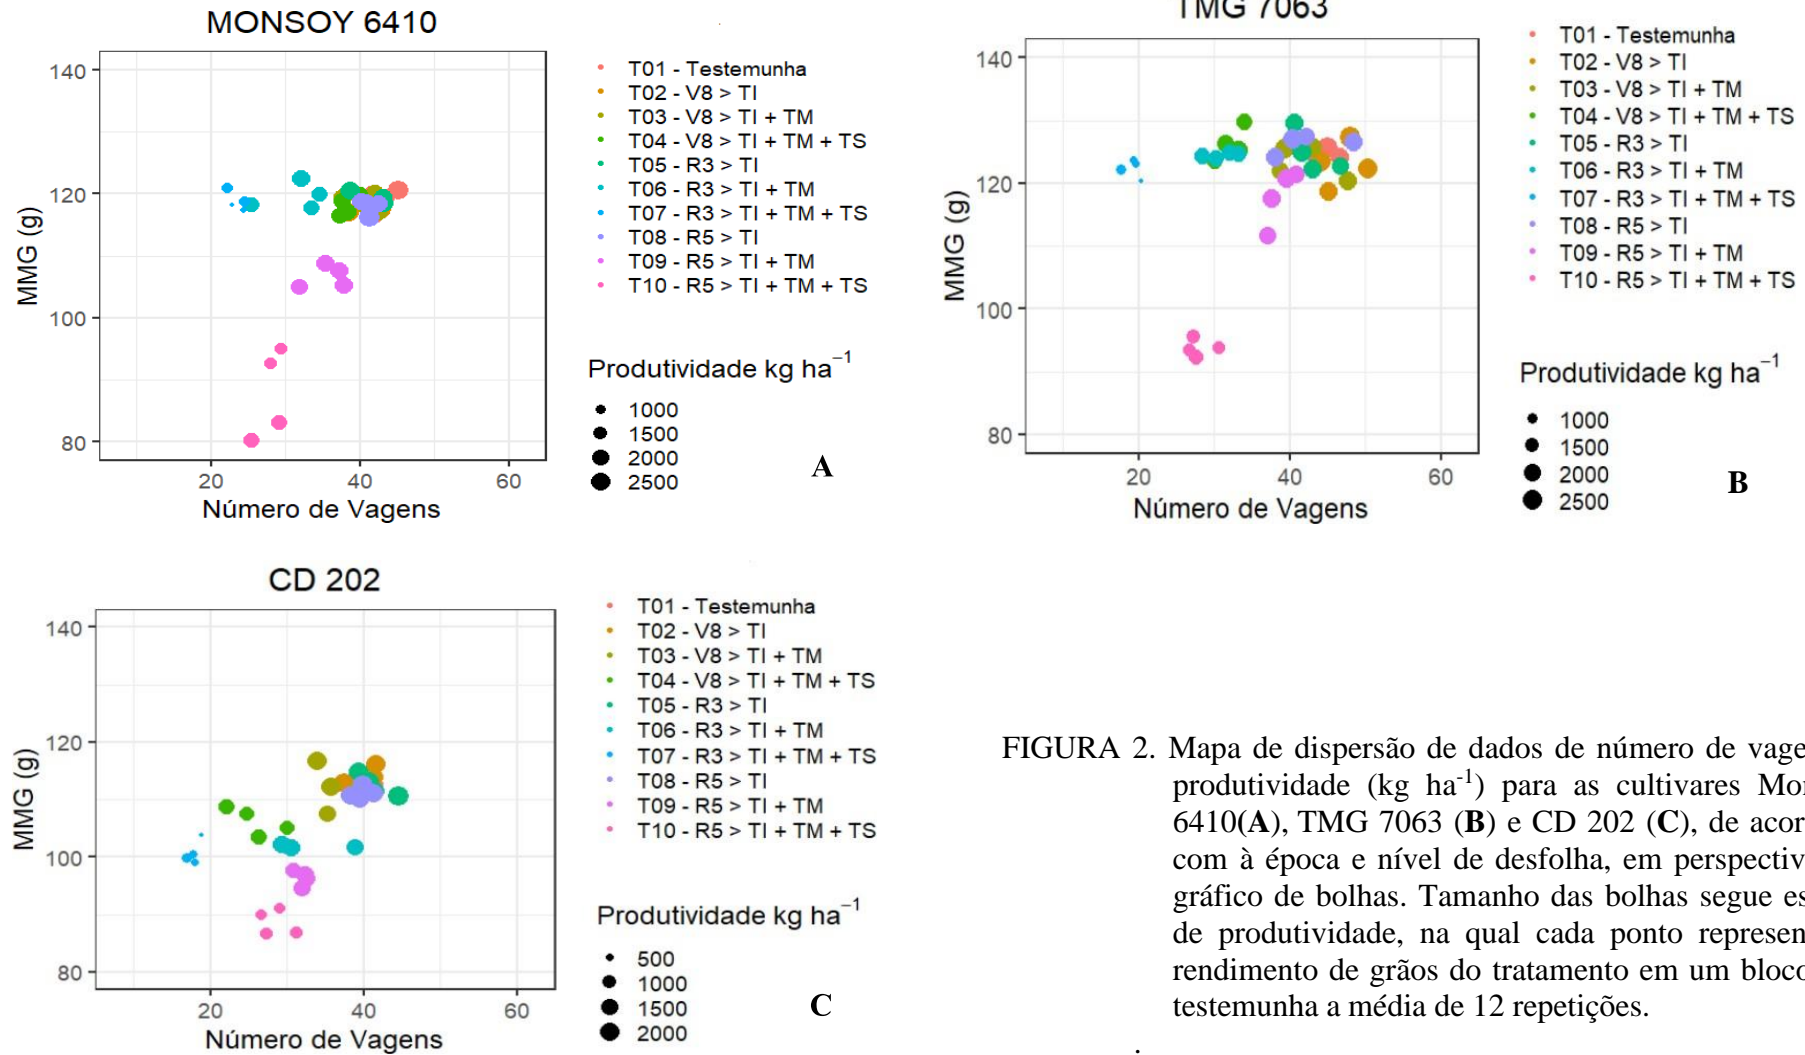 MONSOY 6410
140
120
100
80
MMG (g)
20
40
60
Número de Vagens
T01 - Testemunha
T02 - V8 > TI
T03 - V8 > TI + TM
T04 - V8 > TI + TM + TS
T05 - R3 > TI
T06 - R3 > TI + TM
T07 - R3 > TI + TM + TS
T08 - R5 > TI
T09 - R5 > TI + TM
T10 - R5 > TI + TM + TS
Produtividade kg ha⁻¹
1000
1500
2000
2500
A
TMG 7063
140
120
100
80
MMG (g)
20
40
60
Número de Vagens
T01 - Testemunha
T02 - V8 > TI
T03 - V8 > TI + TM
T04 - V8 > TI + TM + TS
T05 - R3 > TI
T06 - R3 > TI + TM
T07 - R3 > TI + TM + TS
T08 - R5 > TI
T09 - R5 > TI + TM
T10 - R5 > TI + TM + TS
Produtividade kg ha⁻¹
1000
1500
2000
2500
B
CD 202
140
120
100
80
MMG (g)
20
40
60
Número de Vagens
T01 - Testemunha
T02 - V8 > TI
T03 - V8 > TI + TM
T04 - V8 > TI + TM + TS
T05 - R3 > TI
T06 - R3 > TI + TM
T07 - R3 > TI + TM + TS
T08 - R5 > TI
T09 - R5 > TI + TM
T10 - R5 > TI + TM + TS
Produtividade kg ha⁻¹
500
1000
1500
2000
C
FIGURA 2. Mapa de dispersão de dados de número de vage
produtividade (kg ha⁻¹) para as cultivares Mon
6410(A), TMG 7063 (B) e CD 202 (C), de acor
com à época e nível de desfolha, em perspectiv
gráfico de bolhas. Tamanho das bolhas segue es
de produtividade, na qual cada ponto represen
rendimento de grãos do tratamento em um bloco
testemunha a média de 12 repetições.
.